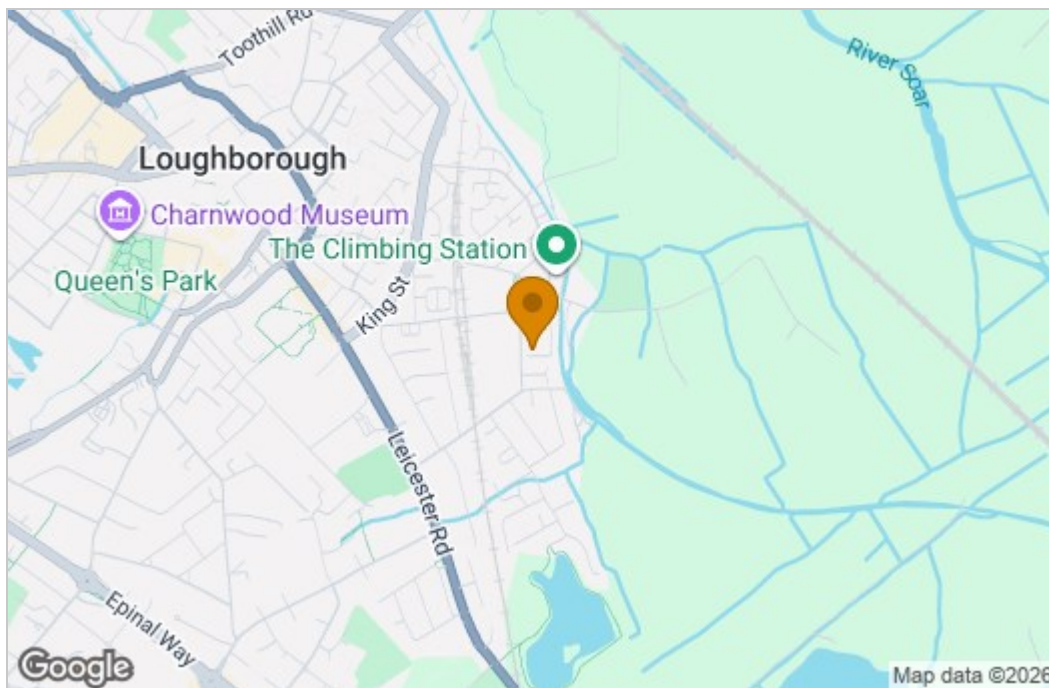 Toothill Rd
River Soar
Loughborough
Charnwood Museum
The Climbing Station
Queen's Park
King St
Leicester Rd
Epinal Way
Google
Map data ©2026